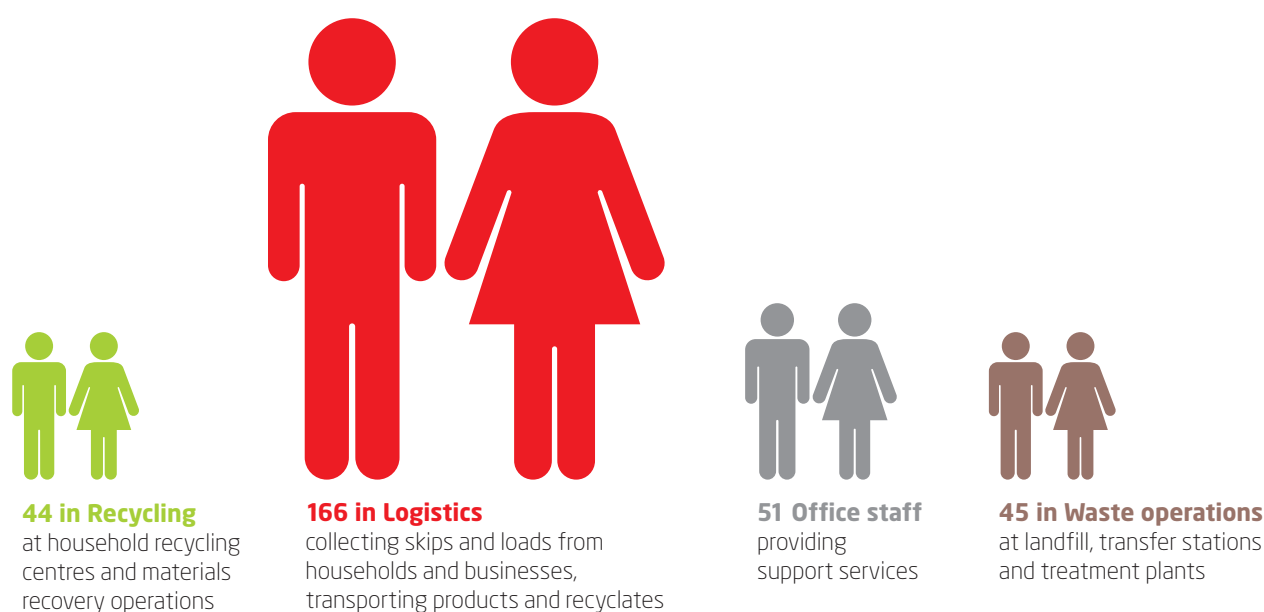 44 in Recycling
at household recycling
centres and materials
recovery operations
166 in Logistics
collecting skips and loads from
households and businesses,
transporting products and recyclates
51 Office staff
providing
support services
45 in Waste operations
at landfill, transfer stations
and treatment plants